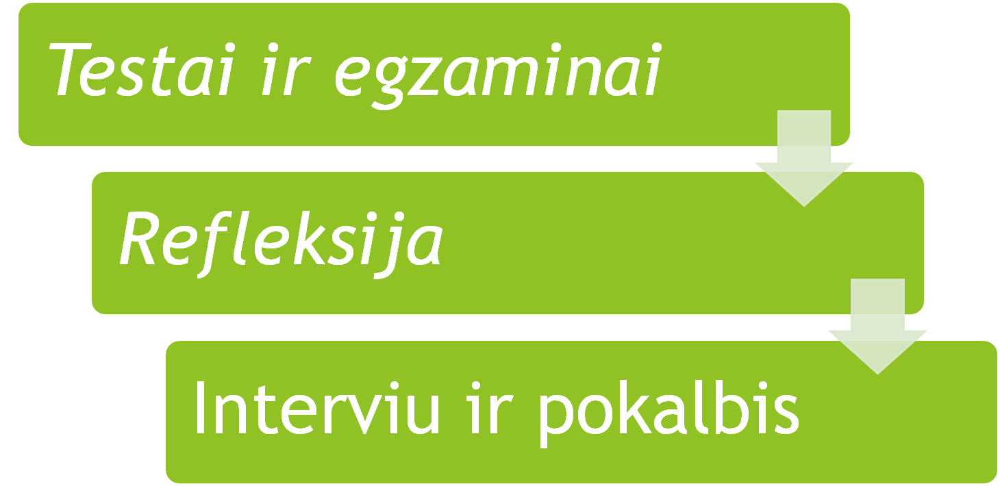 Testai ir egzaminai
Refleksija
Interviu ir pokalbis